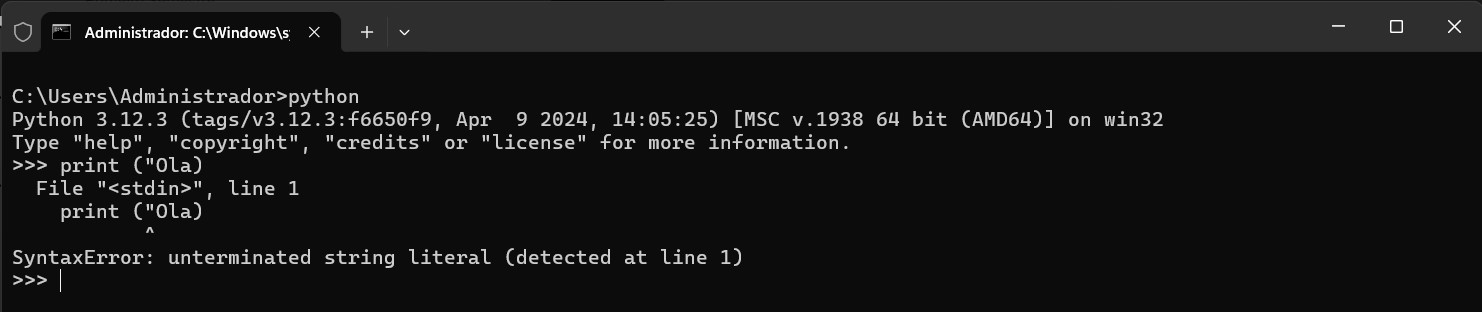 Administrador: C:\Windows\s
C:\Users\Administrador>python
Python 3.12.3 (tags/v3.12.3:f6650f9, Apr  9 2024, 14:05:25) [MSC v.1938 64 bit (AMD64)] on win32
Type "help", "copyright", "credits" or "license" for more information.
>>> print ("Ola)
  File "<stdin>", line 1
    print ("Ola)
           ^
SyntaxError: unterminated string literal (detected at line 1)
>>>